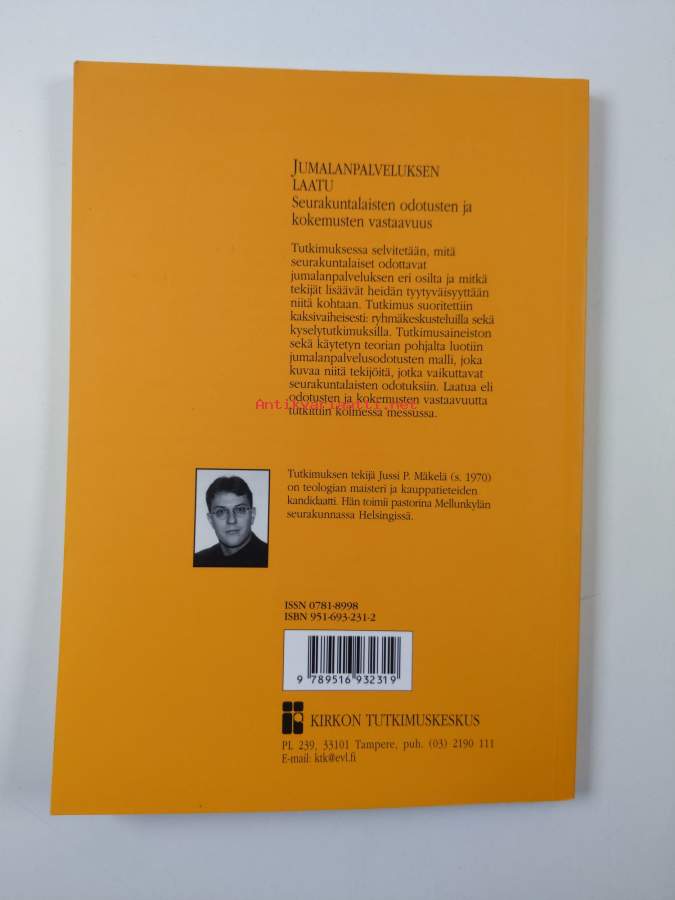 JUMALANPALVELUKSEN
LAATU
Seurakuntalaisten odotusten ja
kokemusten vastaavuus
Tutkimuksessa selvitetään, mitä
seurakuntalaiset odottavat
jumalanpalveluksen eri osilta ja mitkä
tekijät lisäävät heidän tyytyväisyyttään
niitä kohtaan. Tutkimus suoritettiin
kaksivaiheisesti: ryhmäkeskusteluilla sekä
kyselytutkimuksilla. Tutkimusaineiston
sekä käytetyn teorian pohjalta luotiin
jumalanpalvelusodotusten malli, joka
kuvaa niitä tekijöitä, jotka vaikuttavat
seurakuntalaisten odotuksiin. Laatua eli
odotusten ja kokemusten vastaavuutta
tutkittiin kolmessa messussa.
Antikvariaatti.net
Tutkimuksen tekijä Jussi P. Mäkelä (s. 1970)
on teologian maisteri ja kauppatieteiden
kandidaatti. Hän toimii pastorina Mellunkylän
seurakunnassa Helsingissä.
ISSN 0781-8998
ISBN 951-693-231-2
9 789516 932319
KIRKON TUTKIMUSKESKUS
PL 239, 33101 Tampere, puh. (03) 2190 111
E-mail: ktk@evl.fi